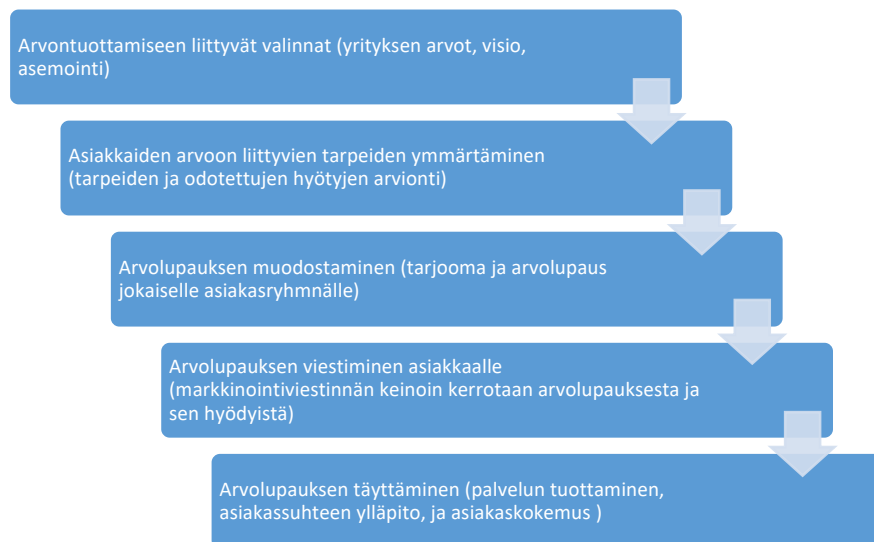 Arvontuottamiseen liittyvät valinnat (yrityksen arvot, visio,
asemointi)
Asiakkaiden arvoon liittyvien tarpeiden ymmärtäminen
(tarpeiden ja odotettujen hyötyjen arvionti)
Arvolupauksen muodostaminen (tarjooma ja arvolupaus
jokaiselle asiakasryhmnälle)
Arvolupauksen viestiminen asiakkaalle
(markkinointiviestinnän keinoin kerrotaan arvolupauksesta ja
sen hyödyistä)
Arvolupauksen täyttäminen (palvelun tuottaminen,
asiakassuhteen ylläpito, ja asiakaskokemus )